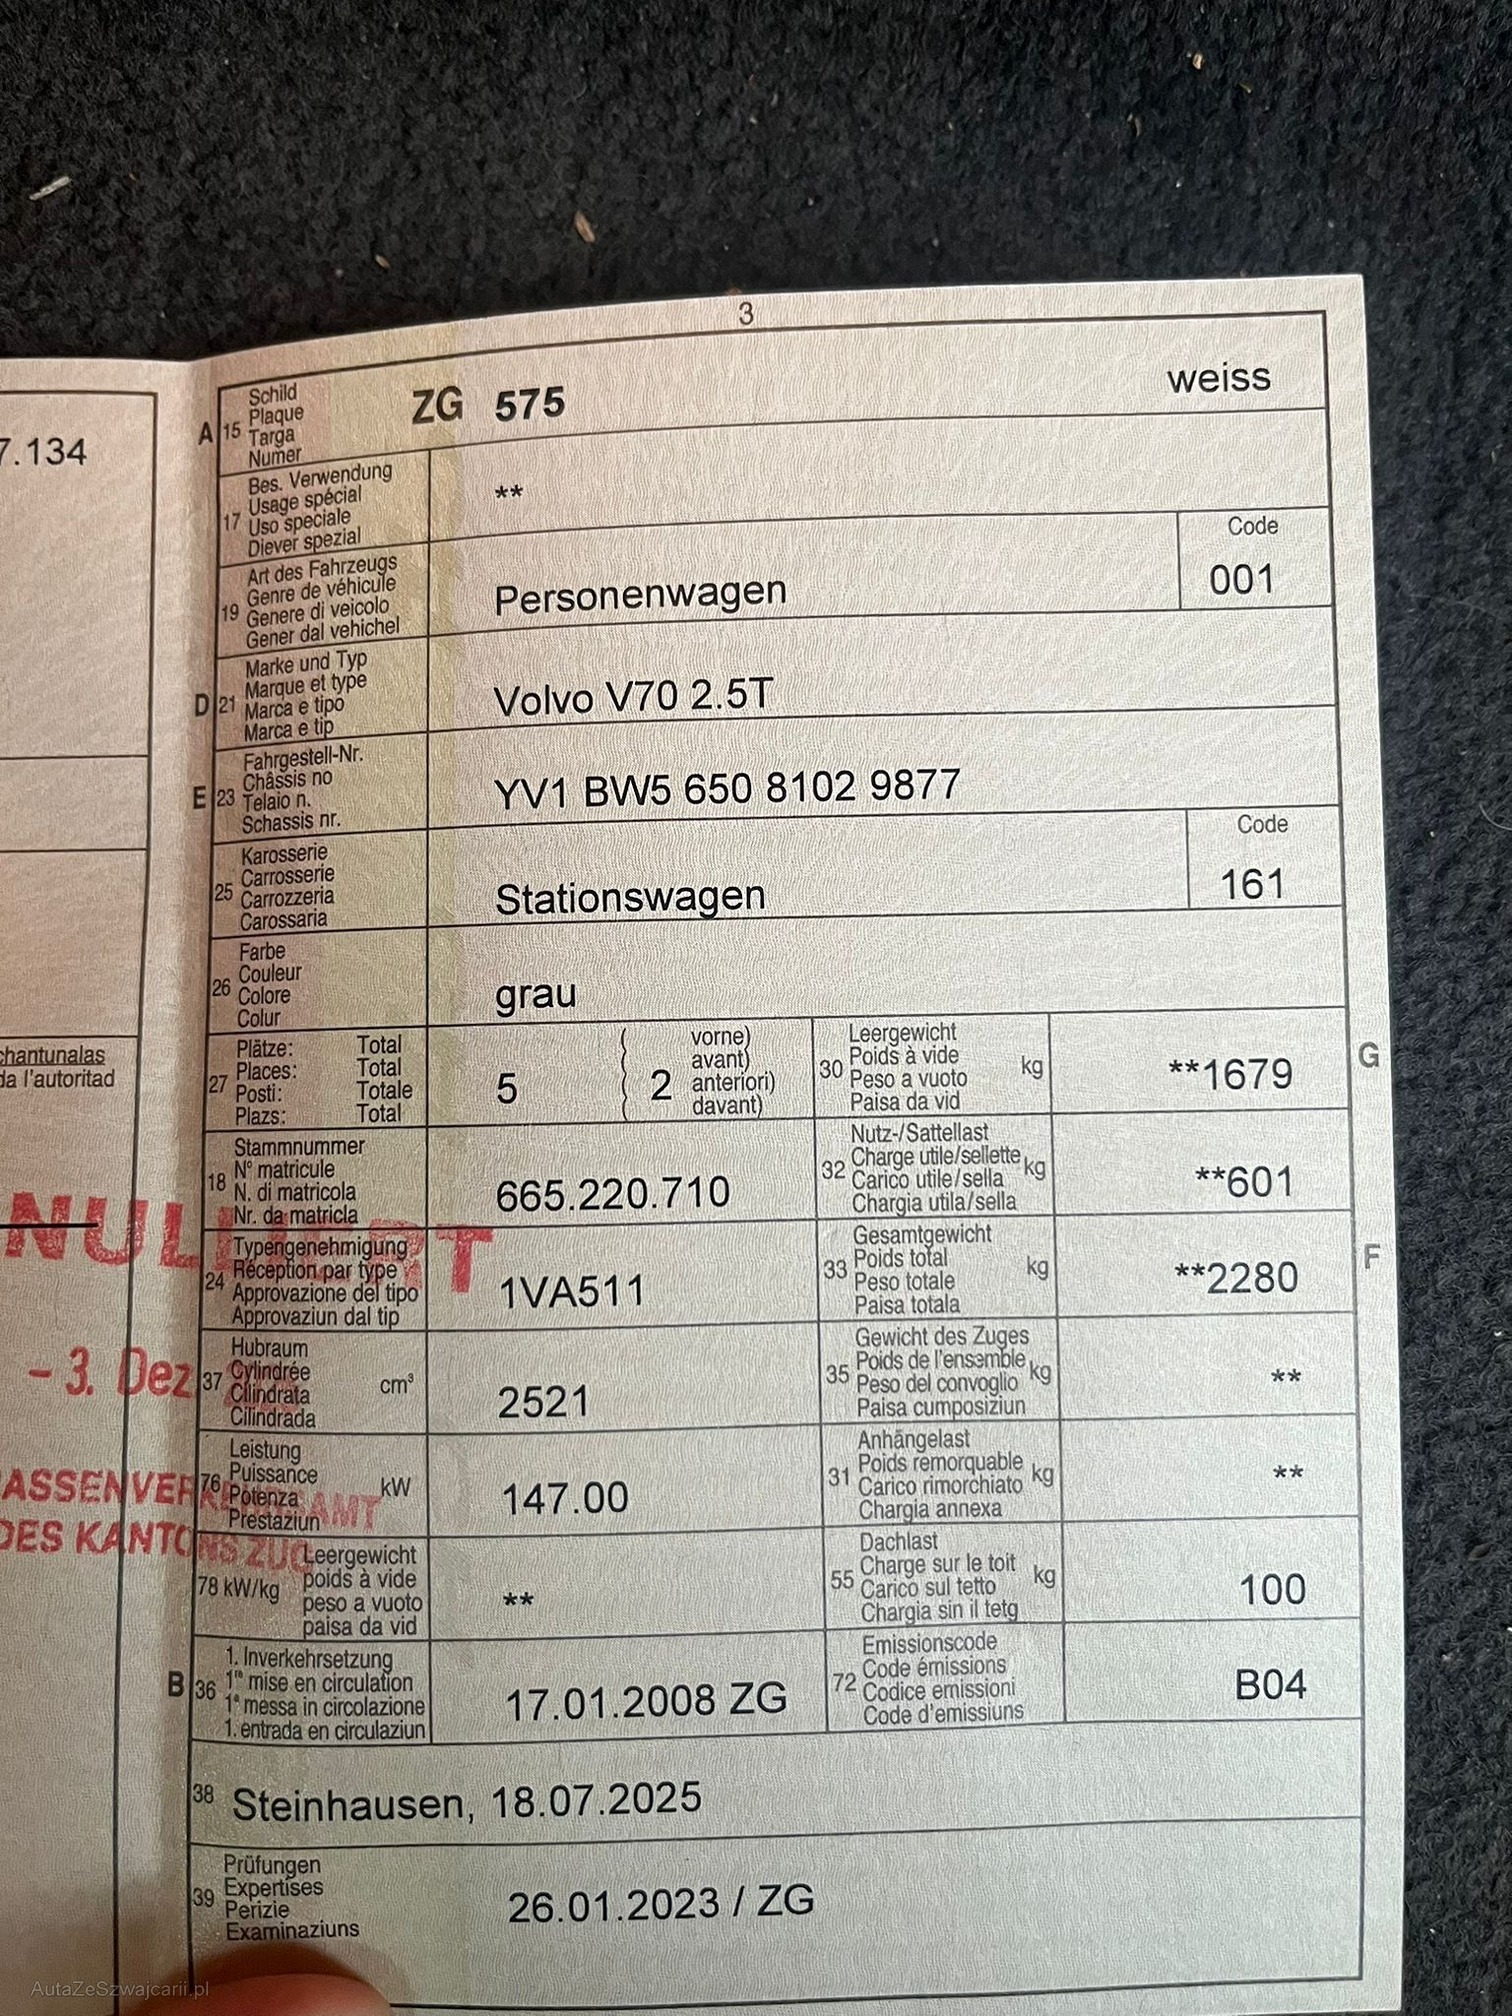 3
7.134
A 15 Schild
Plaque
Targa
Numer
ZG 575 weiss
17 Bes. Verwendung
Usage spécial
Uso speciale
Diever spezial
**
19 Art des Fahrzeugs
Genre de véhicule
Genere di veicolo
Gener dal vehichel
Personenwagen
Code
001
D 21 Marke und Typ
Marque et type
Marca e tipo
Marca e tip
Volvo V70 2.5T
E 23 Fahrgestell-Nr.
Châssis no
Telaio n.
Schassis nr.
YV1 BW5 650 8102 9877
25 Karosserie
Carrosserie
Carrozzeria
Carossaria
Stationswagen
Code
161
26 Farbe
Couleur
Colore
Colur
grau
chantunalas
da l'autoritad
27 Plätze: Total
Places: Total
Posti: Totale
Plazs: Total
5 ( 2 vorne)
avant)
anteriori)
davant)
30 Leergewicht
Poids à vide
Peso a vuoto
Paisa da vid
kg
**1679 G
18 Stammnummer
N° matricule
N. di matricola
Nr. da matricla
665.220.710
32 Nutz-/Sattellast
Charge utile/sellette
Carico utile/sella
Chargia utila/sella
kg
**601
NULLIERT
24 Typengenehmigung
Réception par type
Approvazione del tipo
Approvaziun dal tip
1VA511
33 Gesamtgewicht
Poids total
Peso totale
Paisa totala
kg
**2280 F
- 3. Dez
37 Hubraum
Cylindrée
Cilindrata
Cilindrada
cm³
2521
35 Gewicht des Zuges
Poids de l'ensemble
Peso del convoglio
Paisa cumposiziun
kg
**
ASSENVERKEHRSAMT
DES KANTONS ZUG
76 Leistung
Puissance
Potenza
Prestaziun
kW
147.00
31 Anhängelast
Poids remorquable
Carico rimorchiato
Chargia annexa
kg
**
78 kW/kg Leergewicht
poids à vide
peso a vuoto
paisa da vid
**
55 Dachlast
Charge sur le toit
Carico sul tetto
Chargia sin il tetg
kg
100
B 36 1. Inverkehrsetzung
1re mise en circulation
1a messa in circolazione
1. entrada en circulaziun
17.01.2008 ZG
72 Emissionscode
Code émissions
Codice emissioni
Code d'emissiuns
B04
38 Steinhausen, 18.07.2025
39 Prüfungen
Expertises
Perizie
Examinaziuns
26.01.2023 / ZG
AutaZeSzwajcarii.pl